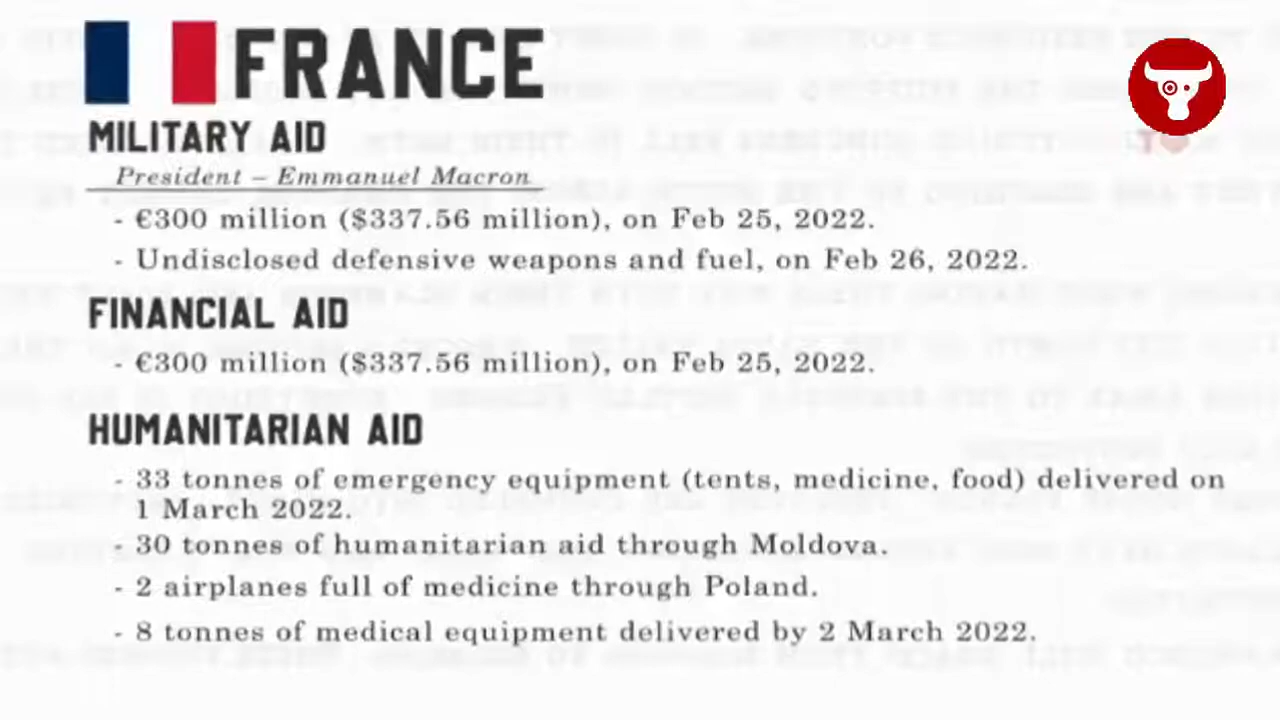 FRANCE
MILITARY AID
President – Emmanuel Macron
- €300 million ($337.56 million), on Feb 25, 2022.
- Undisclosed defensive weapons and fuel, on Feb 26, 2022.
FINANCIAL AID
- €300 million ($337.56 million), on Feb 25, 2022.
HUMANITARIAN AID
- 33 tonnes of emergency equipment (tents, medicine, food) delivered on
1 March 2022.
30 tonnes of humanitarian aid through Moldova.
- 2 airplanes full of medicine through Poland.
- 8 tonnes of medical equipment delivered by 2 March 2022.